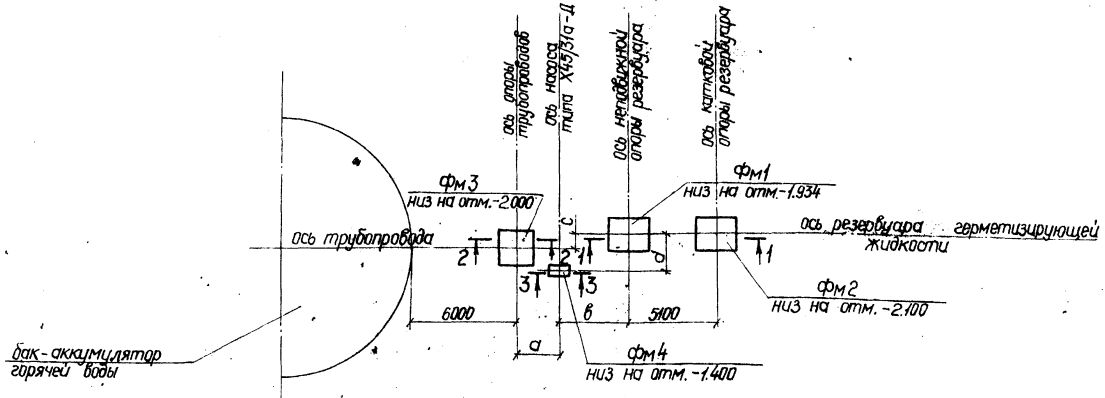 ось опоры
трубопроводов
ось насоса
типа Х45/31а-Д
ось неподвижной
опоры резервуара
ось катковой
опоры резервуара
Фм3
низ на отм.-2.000
Фм1
низ на отм.-1.934
ось трубопровода
ось резервуара герметизирующей
жидкости
c
d
2
2
1
1
3
3
6000
в
5100
a
Фм2
низ на отм.-2.100
Фм4
низ на отм.-1.400
бак-аккумулятор
горячей воды